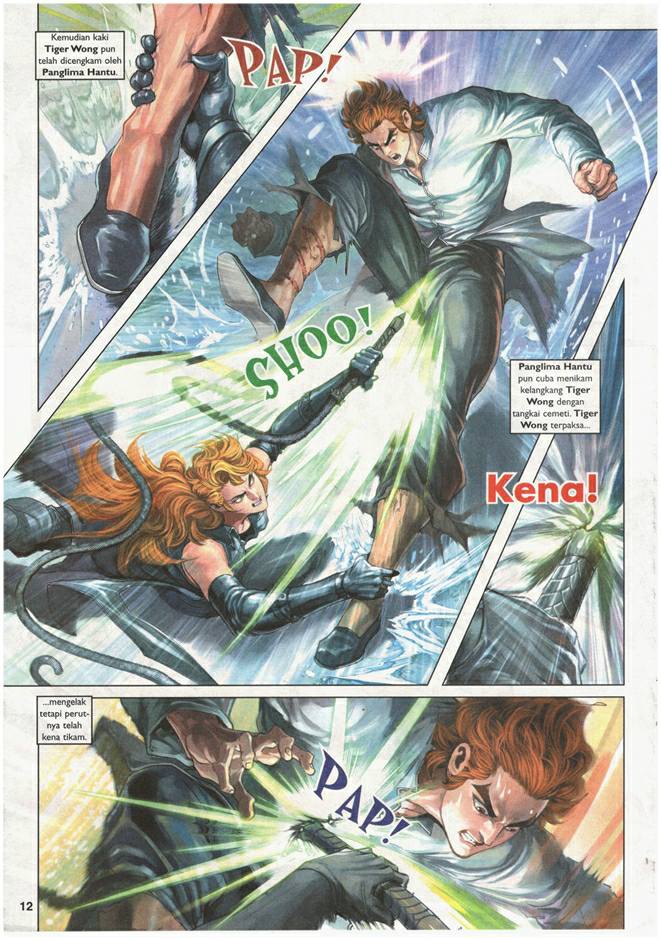 Kemudian kaki
Tiger Wong pun
telah dicengkam oleh
Panglima Hantu.
PAP!
SHOO!
Panglima Hantu
pun cuba menikam
kelangkang Tiger
Wong dengan
tangkai cemeti. Tiger
Wong terpaksa...
Kena!
...mengelak
tetapi perut-
nya telah
kena tikam.
PAP!
12